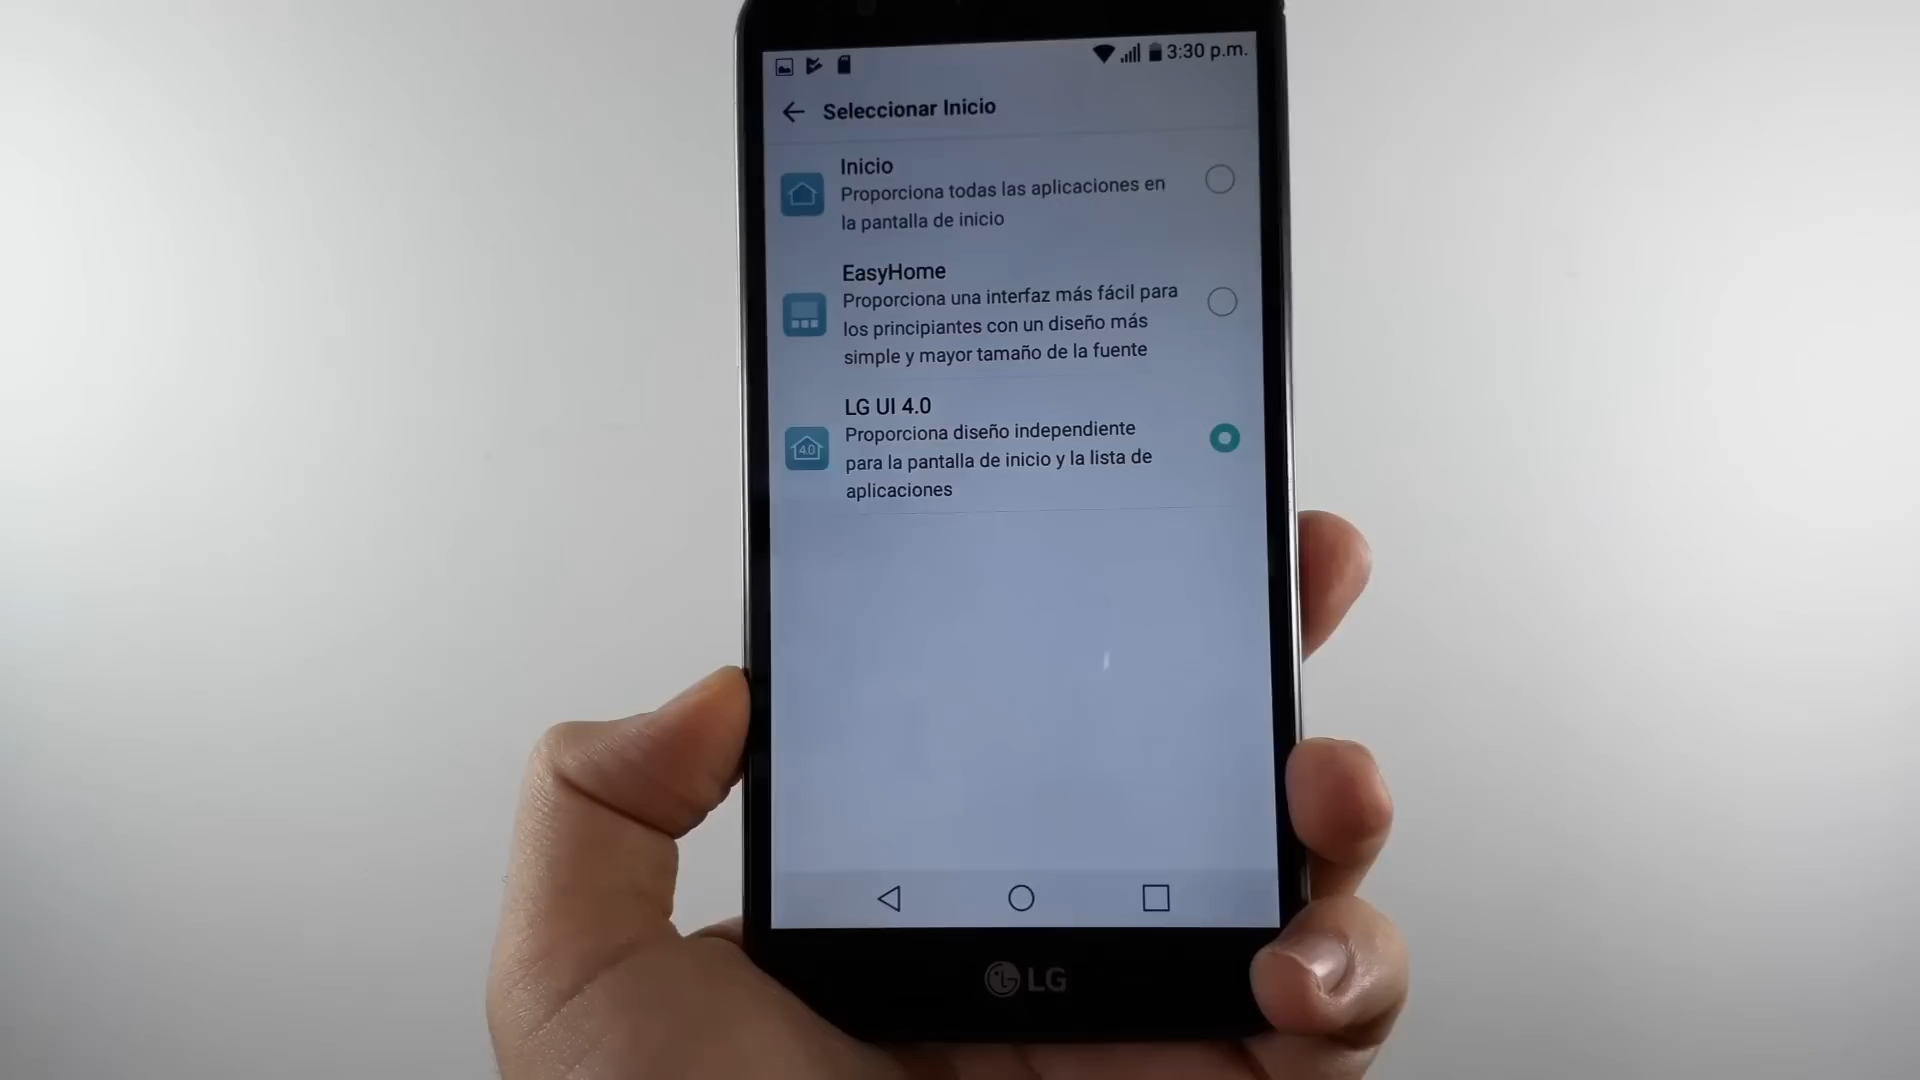 3:30 p.m.
Seleccionar Inicio
Inicio
Proporciona todas las aplicaciones en
la pantalla de inicio
EasyHome
Proporciona una interfaz más fácil para
los principiantes con un diseño más
simple y mayor tamaño de la fuente
LG UI 4.0
4.0
Proporciona diseño independiente
para la pantalla de inicio y la lista de
aplicaciones
LG